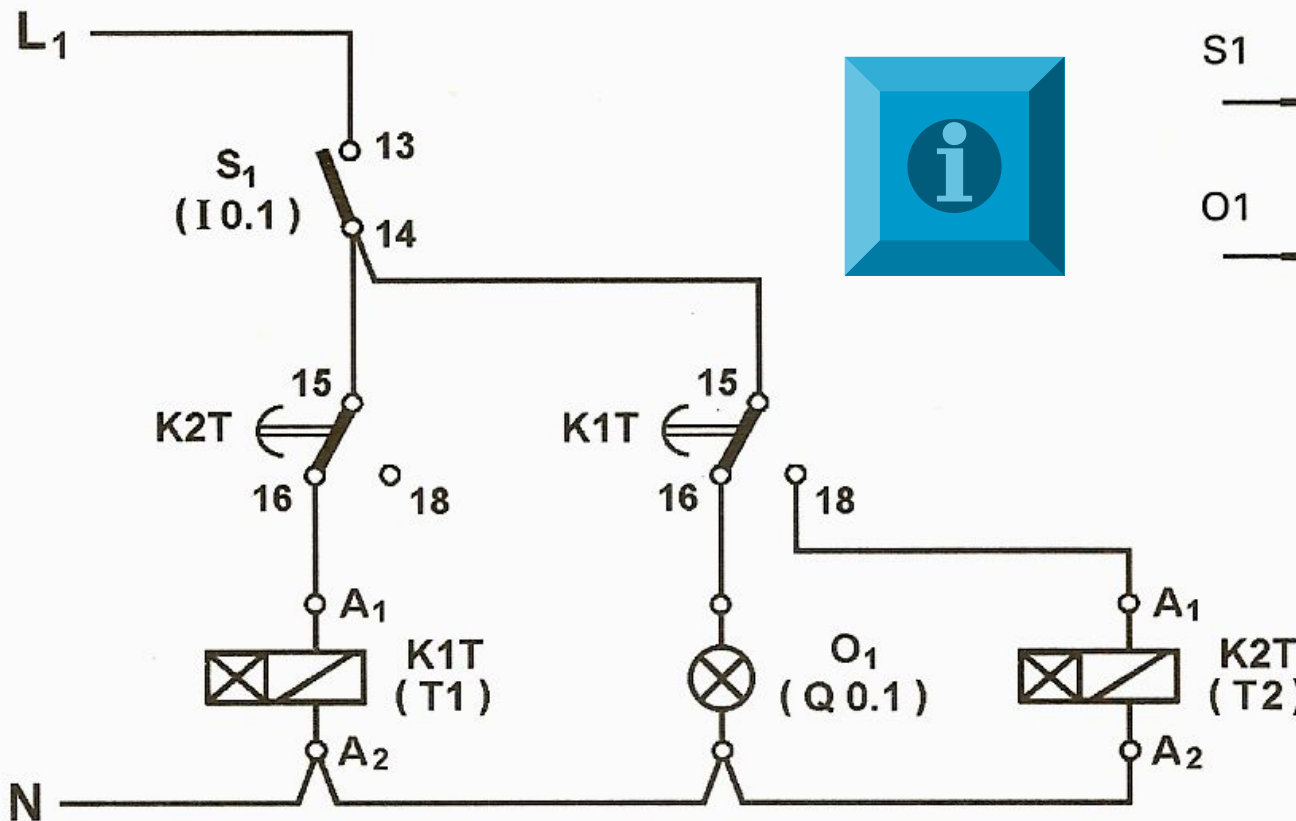 L1
S1
13
S1
( I 0.1 )
14
O1
15
K2T
16
18
15
K1T
16
18
A1
K1T
( T1 )
A2
O1
( Q 0.1 )
A1
K2T
( T2 )
A2
N
i